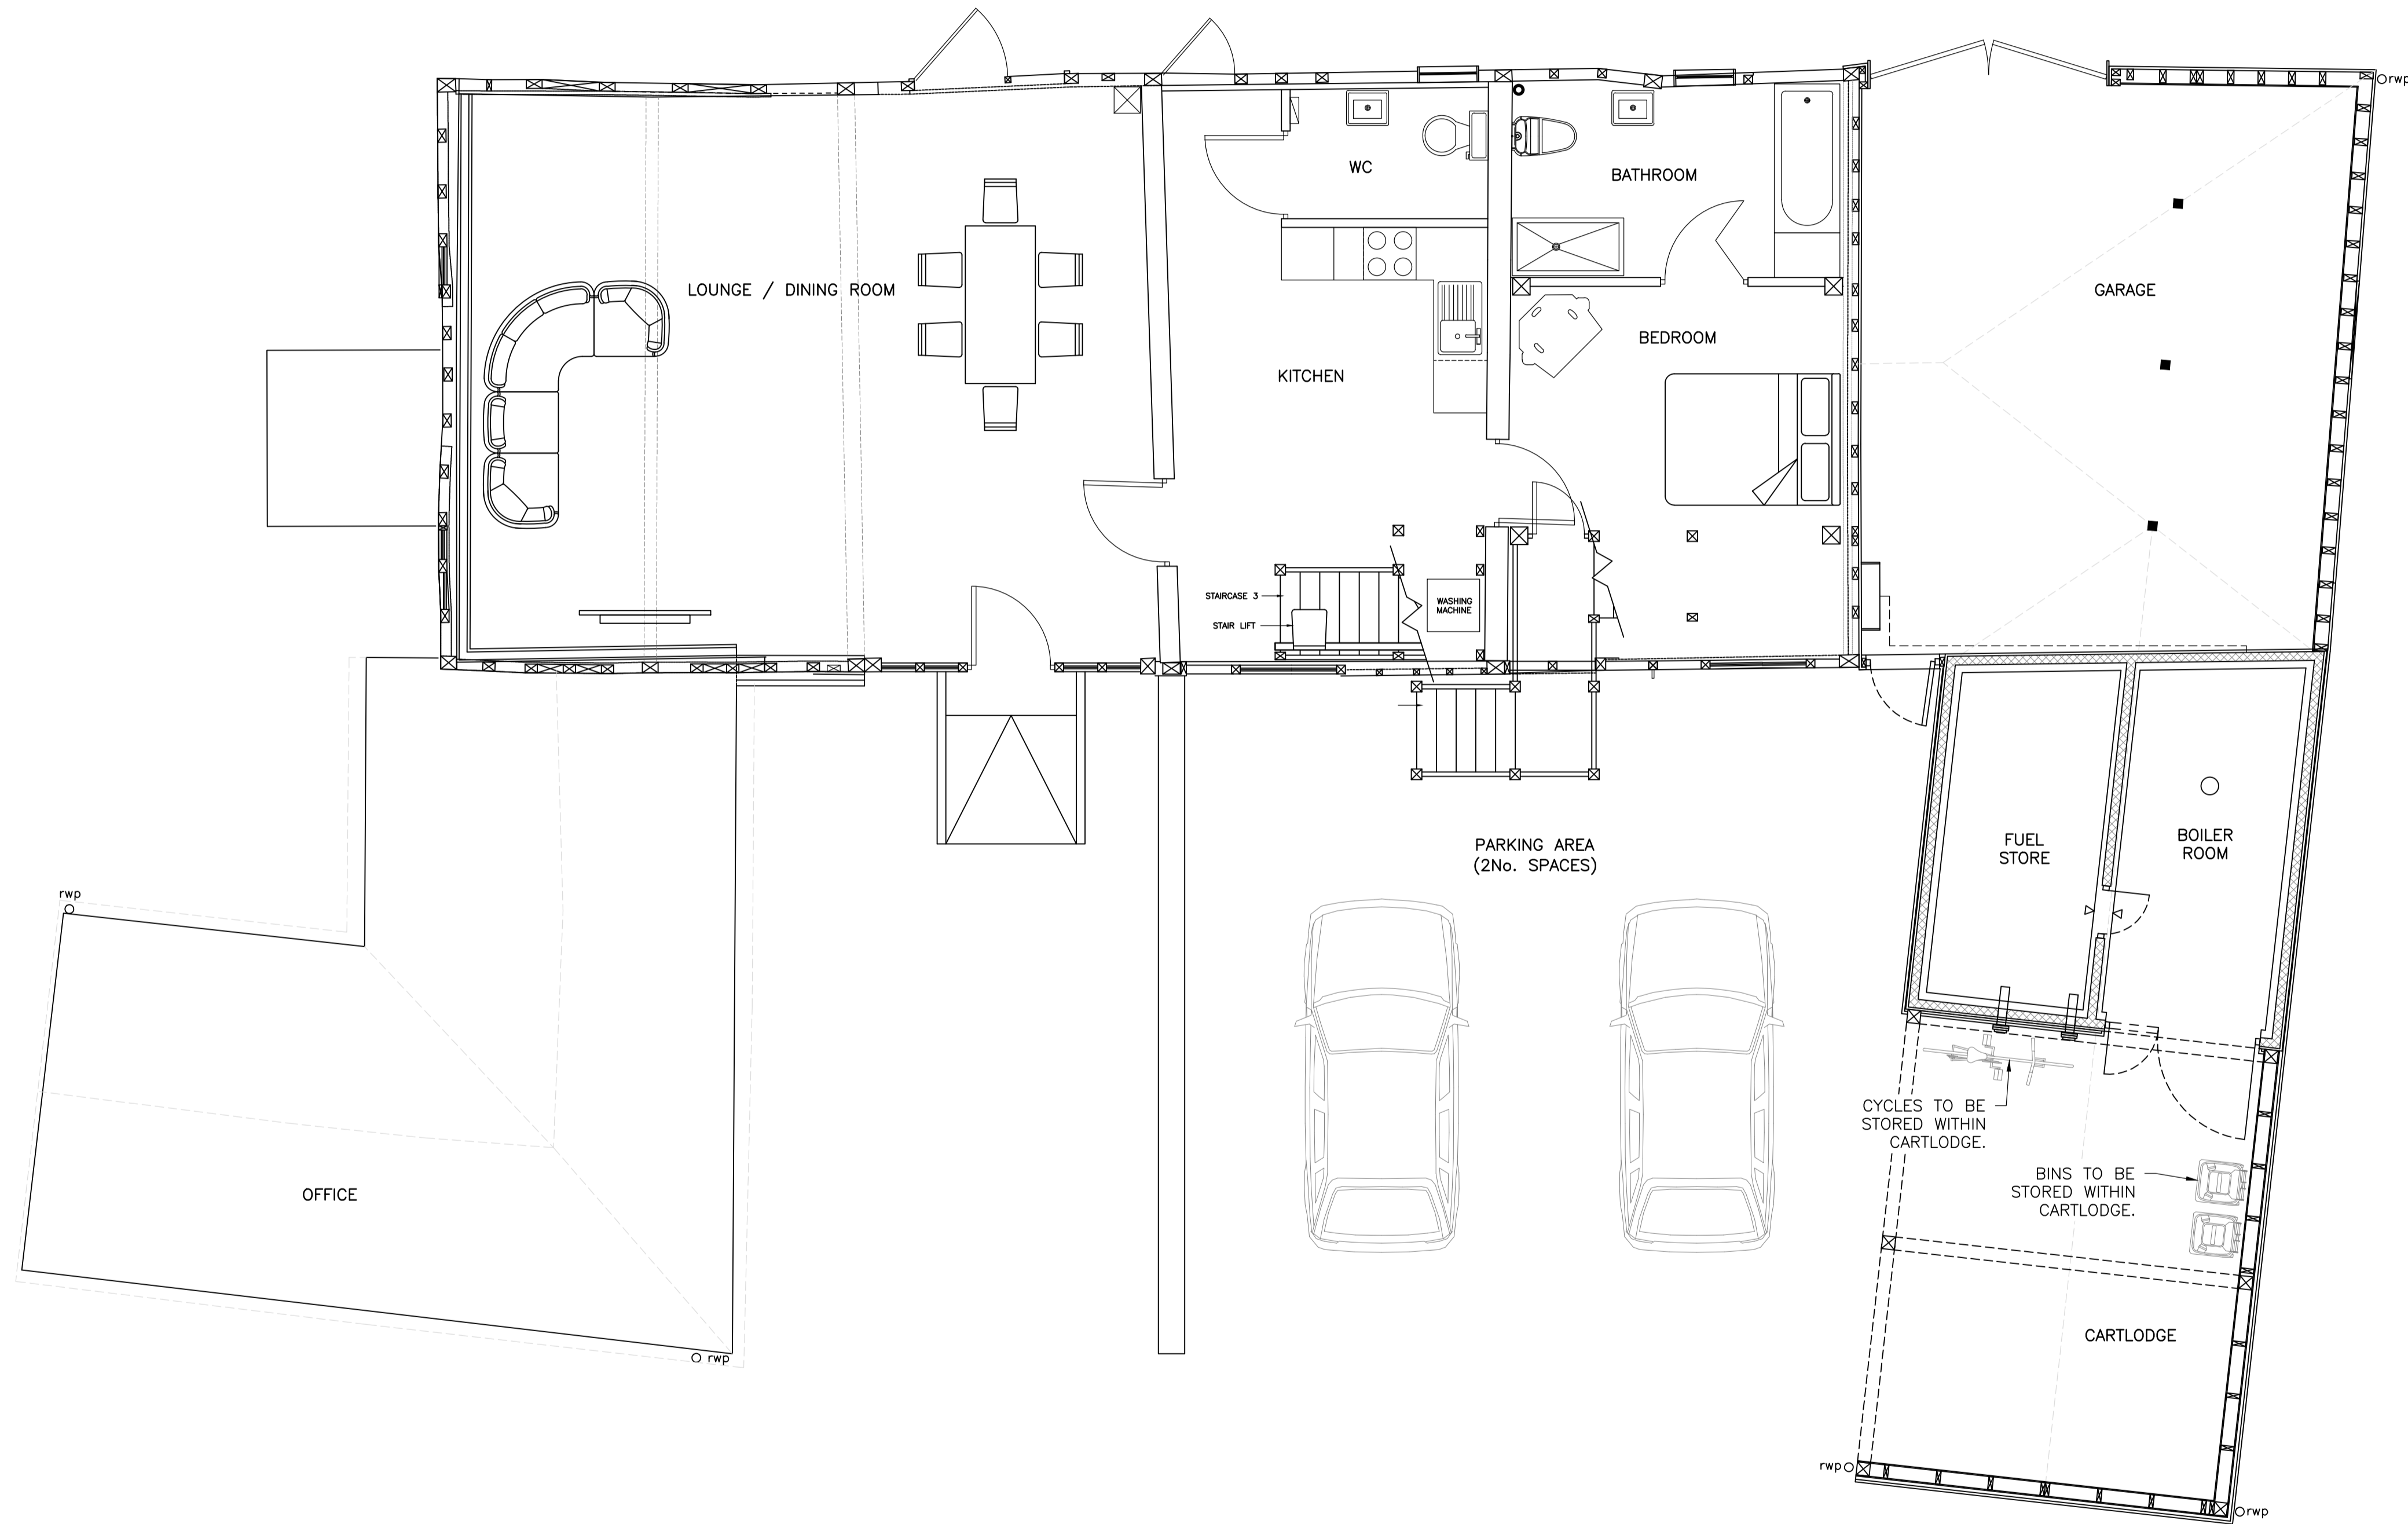 rwp
WC
BATHROOM
LOUNGE / DINING ROOM
GARAGE
BEDROOM
KITCHEN
STAIRCASE 3
STAIR LIFT
WASHING
MACHINE
PARKING AREA
(2No. SPACES)
FUEL
STORE
BOILER
ROOM
rwp
CYCLES TO BE
STORED WITHIN
CARTLODGE.
BINS TO BE
STORED WITHIN
CARTLODGE.
OFFICE
CARTLODGE
rwp
rwp
rwp